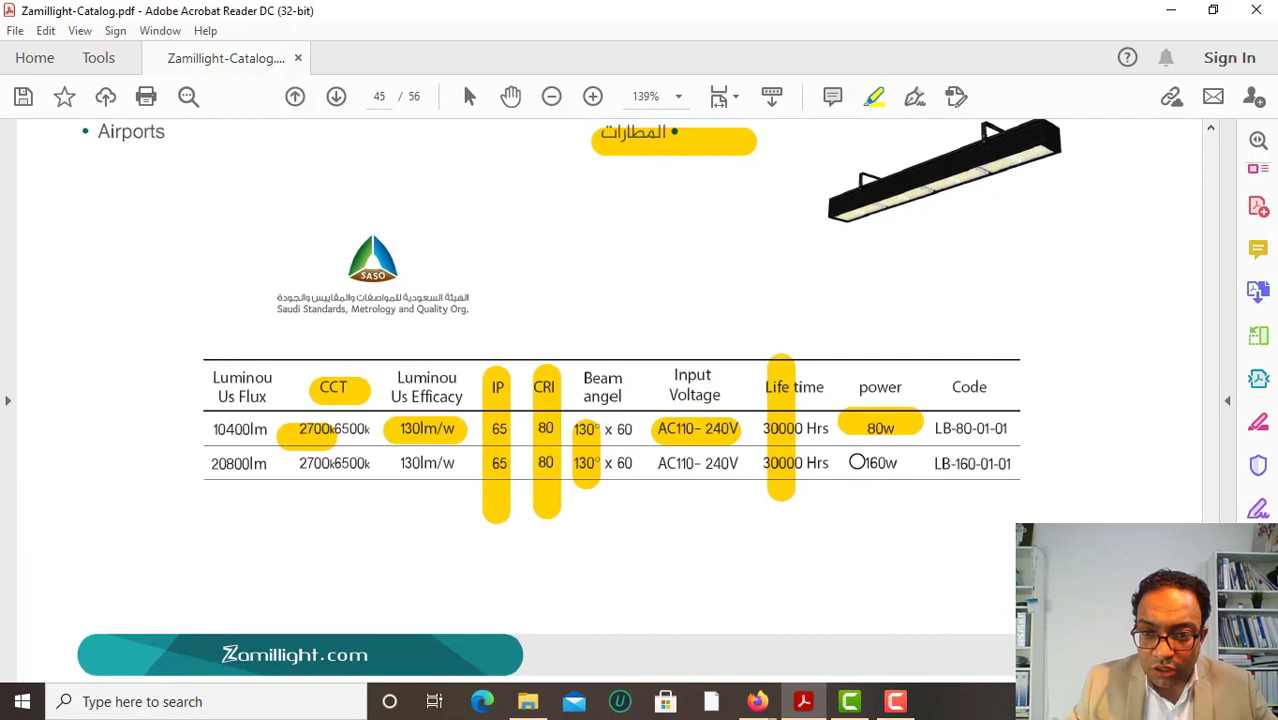 Zamillight-Catalog.pdf - Adobe Acrobat Reader DC (32-bit)
File Edit View Sign Window Help
Home Tools Zamillight-Catalog.... × Sign In
45 / 56 139%
• Airports
المطارات •
SASO
الهيئة السعودية للمواصفات والمقاييس والجودة
Saudi Standards, Metrology and Quality Org.
Luminou Us Flux CCT Luminou Us Efficacy IP CRI Beam angel Input Voltage Life time power Code
10400lm 2700k6500k 130lm/w 65 80 130° x 60 AC110- 240V 30000 Hrs 80w LB-80-01-01
20800lm 2700k6500k 130lm/w 65 80 130° x 60 AC110- 240V 30000 Hrs 160w LB-160-01-01
Zamillight.com
Type here to search